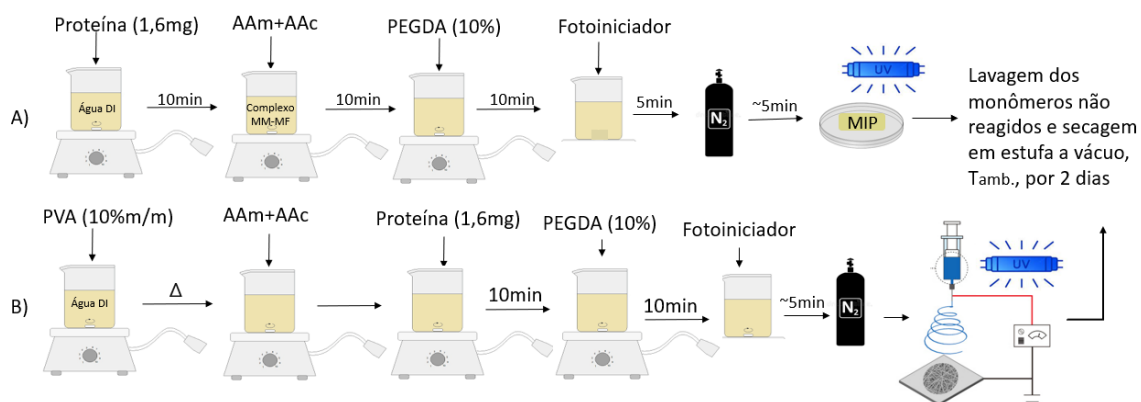 Proteína (1,6mg)
AAm+AAc
PEGDA (10%)
Fotoiniciador
A)
Água DI
10min
Complexo
MM-MF
10min
10min
5min
N2
~5min
UV
MIP
Lavagem dos
monômeros não
reagidos e secagem
em estufa a vácuo,
Tamb., por 2 dias
PVA (10%m/m)
AAm+AAc
Proteína (1,6mg)
PEGDA (10%)
Fotoiniciador
B)
Água DI
Δ
10min
10min
~5min
N2
UV